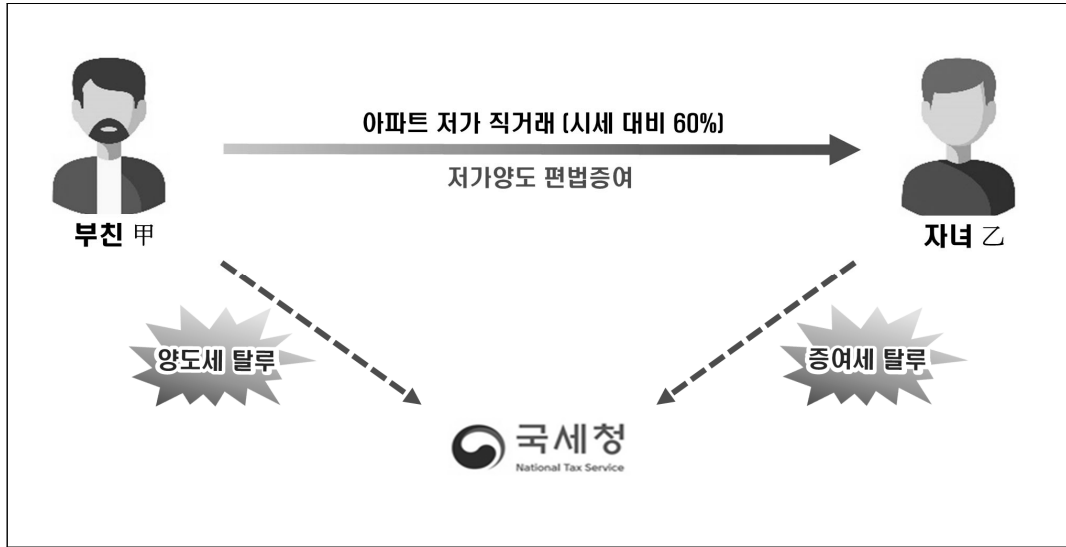 아파트 저가 직거래 (시세 대비 60%)
저가양도 편법증여
부친 甲
자녀 乙
양도세 탈루
증여세 탈루
국세청
National Tax Service